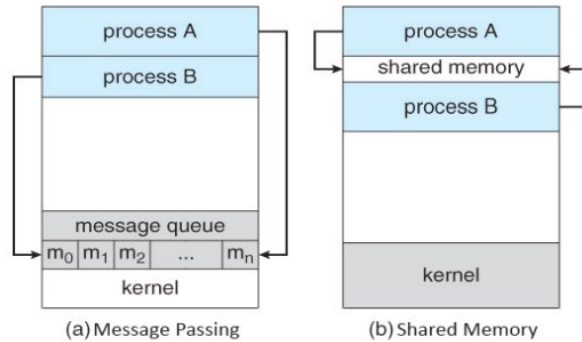 process A
process B
message queue
m₀ m₁ m₂ ... mₙ
kernel
(a) Message Passing
process A
shared memory
process B
kernel
(b) Shared Memory